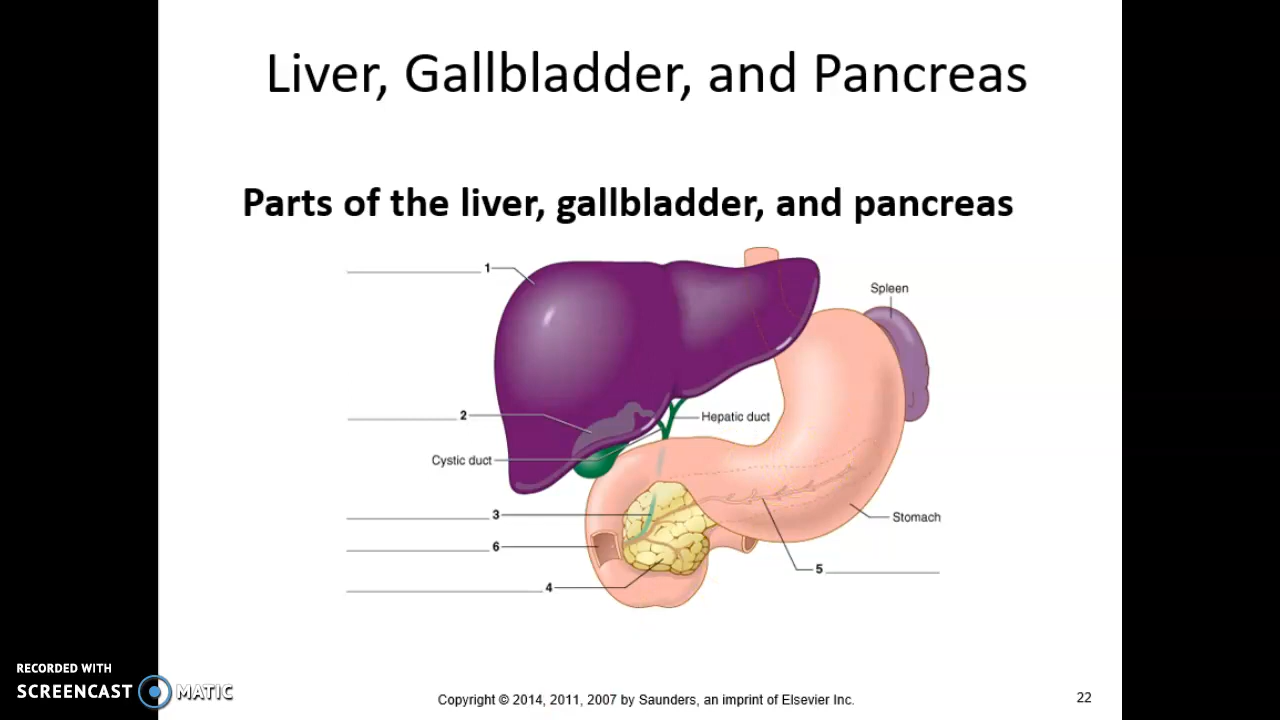 Liver, Gallbladder, and Pancreas
Parts of the liver, gallbladder, and pancreas
1
Spleen
2
Hepatic duct
Cystic duct
3
Stomach
6
5
4
RECORDED WITH
SCREENCAST MATIC
Copyright © 2014, 2011, 2007 by Saunders, an imprint of Elsevier Inc.
22